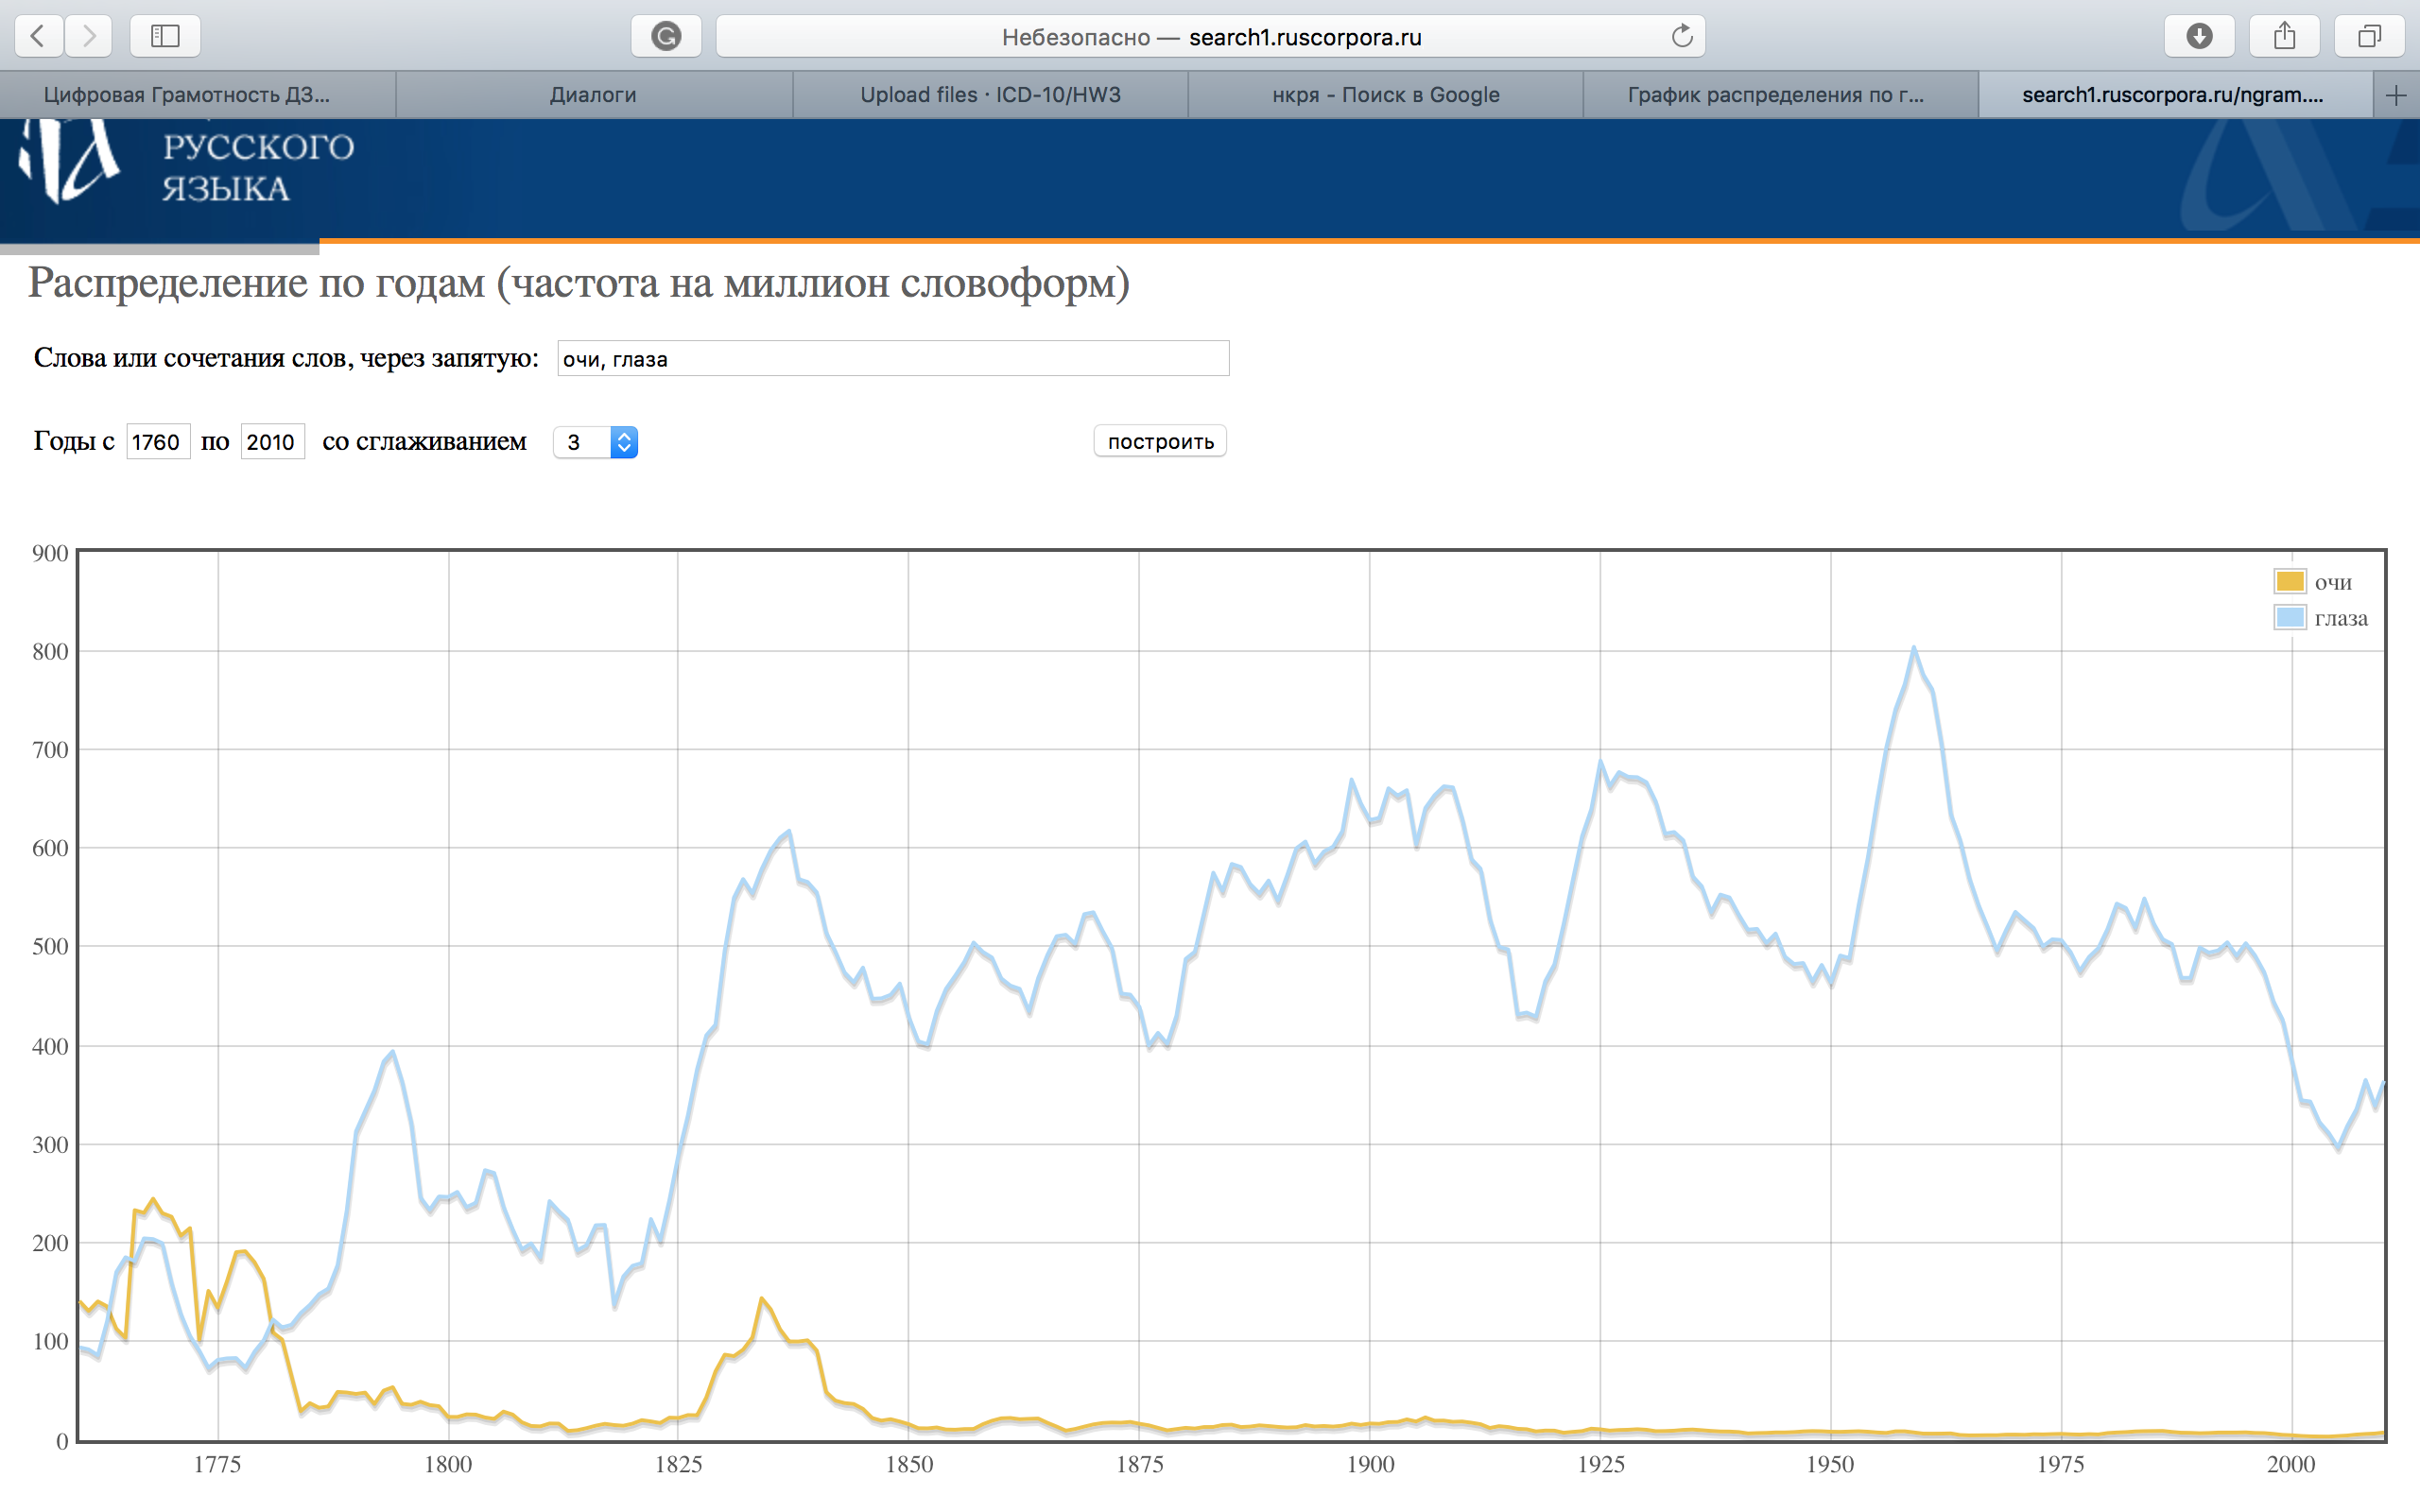 Небезопасно — search1.ruscorpora.ru
Цифровая Грамотность ДЗ...
Диалоги
Upload files · ICD-10/HW3
нкря - Поиск в Google
График распределения по г...
search1.ruscorpora.ru/ngram....
РУССКОГО
ЯЗЫКА
Распределение по годам (частота на миллион словоформ)
Слова или сочетания слов, через запятую: очи, глаза
Годы с 1760 по 2010 со сглаживанием 3 построить
900
800
700
600
500
400
300
200
100
0
очи
глаза
1775 1800 1825 1850 1875 1900 1925 1950 1975 2000